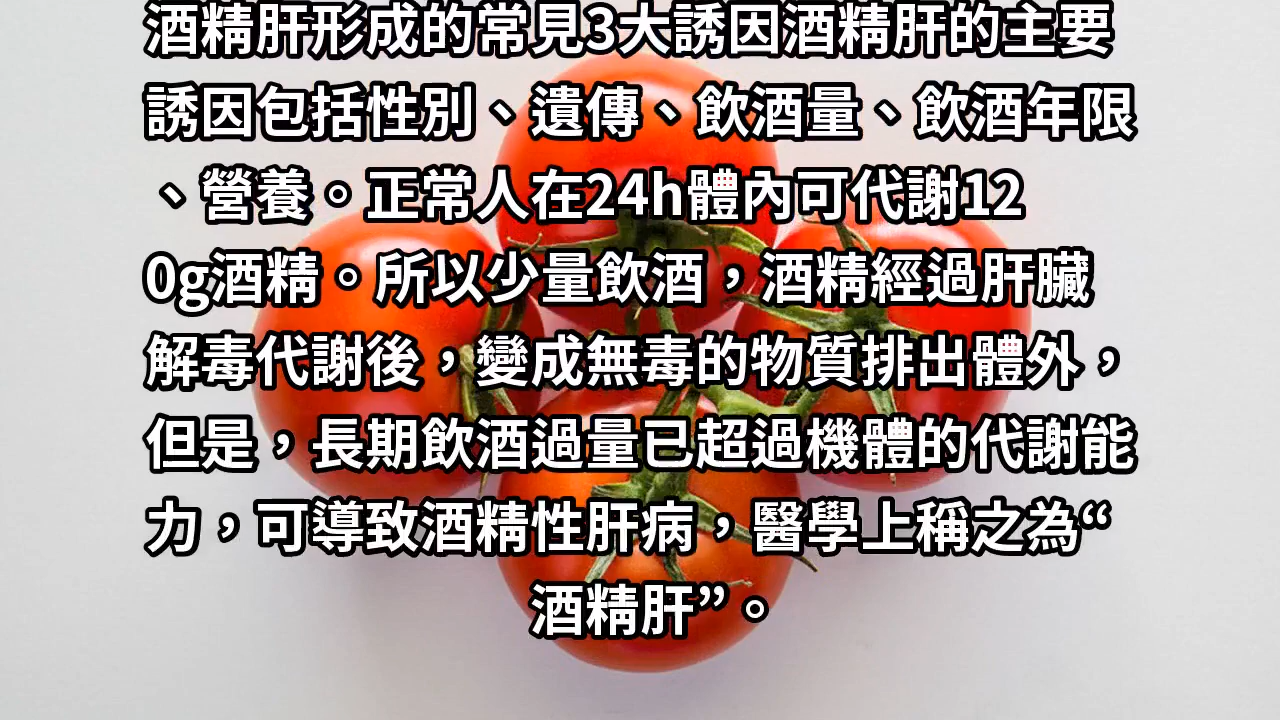 酒精肝形成的常見3大誘因酒精肝的主要
誘因包括性別、遺傳、飲酒量、飲酒年限
、營養。正常人在24h體內可代謝12
0g酒精。所以少量飲酒，酒精經過肝臟
解毒代謝後，變成無毒的物質排出體外，
但是，長期飲酒過量已超過機體的代謝能
力，可導致酒精性肝病，醫學上稱之為“
酒精肝”。